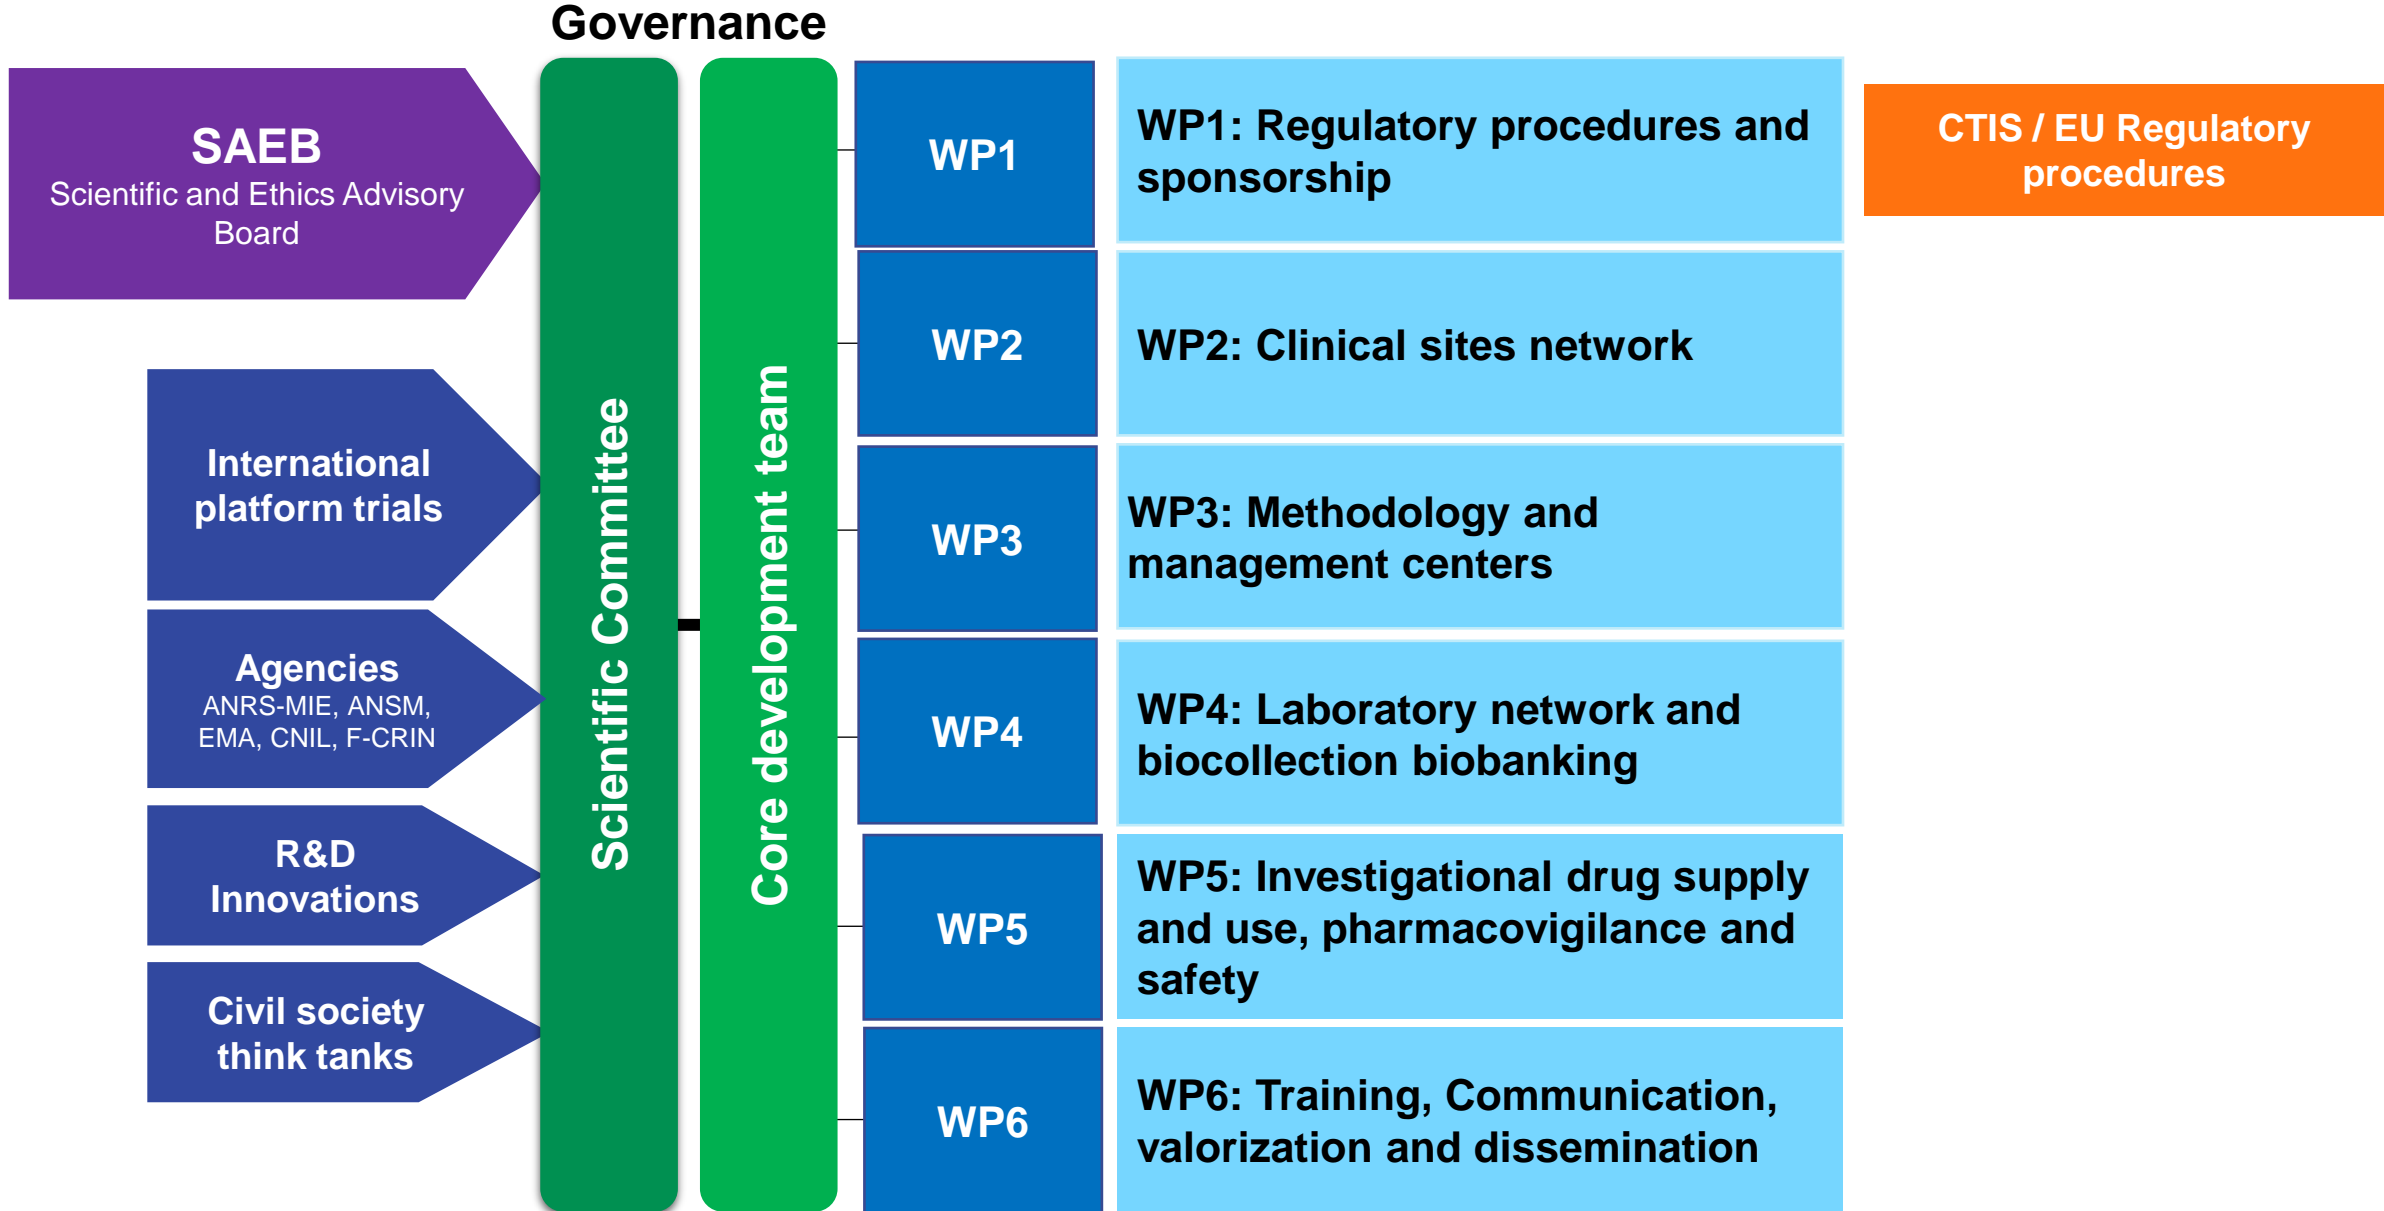 Governance
SAEB
Scientific and Ethics Advisory
Board
International
platform trials
Agencies
ANRS-MIE, ANSM,
EMA, CNIL, F-CRIN
R&D
Innovations
Civil society
think tanks
Scientific Committee
Core development team
WP1
WP1: Regulatory procedures and
sponsorship
CTIS / EU Regulatory
procedures
WP2
WP2: Clinical sites network
WP3
WP3: Methodology and
management centers
WP4
WP4: Laboratory network and
biocollection biobanking
WP5
WP5: Investigational drug supply
and use, pharmacovigilance and
safety
WP6
WP6: Training, Communication,
valorization and dissemination